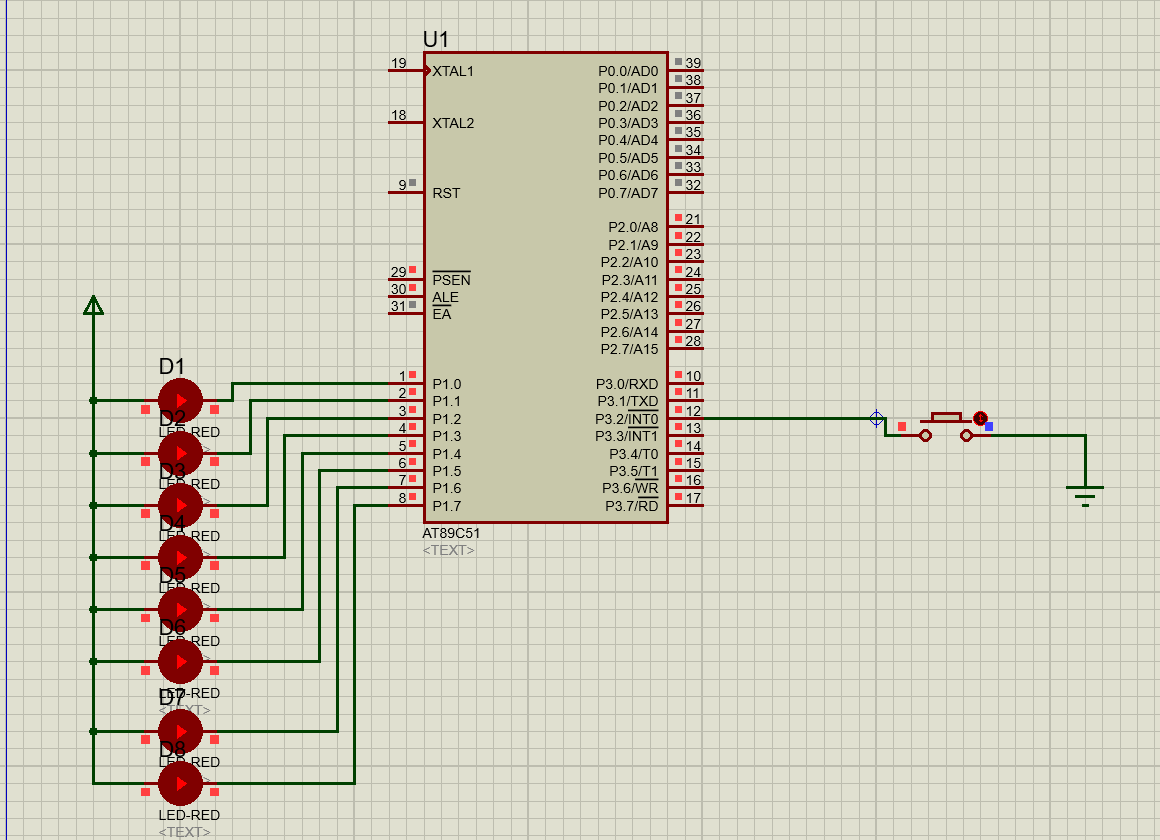 U1
19
XTAL1
18
XTAL2
9
RST
29
PSEN
30
ALE
31
EA
1
P1.0
2
P1.1
3
P1.2
4
P1.3
5
P1.4
6
P1.5
7
P1.6
8
P1.7
P0.0/AD0
39
P0.1/AD1
38
P0.2/AD2
37
P0.3/AD3
36
P0.4/AD4
35
P0.5/AD5
34
P0.6/AD6
33
P0.7/AD7
32
P2.0/A8
21
P2.1/A9
22
P2.2/A10
23
P2.3/A11
24
P2.4/A12
25
P2.5/A13
26
P2.6/A14
27
P2.7/A15
28
P3.0/RXD
10
P3.1/TXD
11
P3.2/INT0
12
P3.3/INT1
13
P3.4/T0
14
P3.5/T1
15
P3.6/WR
16
P3.7/RD
17
AT89C51
<TEXT>
D1
LED-RED
D2
LED-RED
D3
LED-RED
D4
LED-RED
D5
LED-RED
D6
LED-RED
<TEXT>
D7
LED-RED
D8
LED-RED
<TEXT>